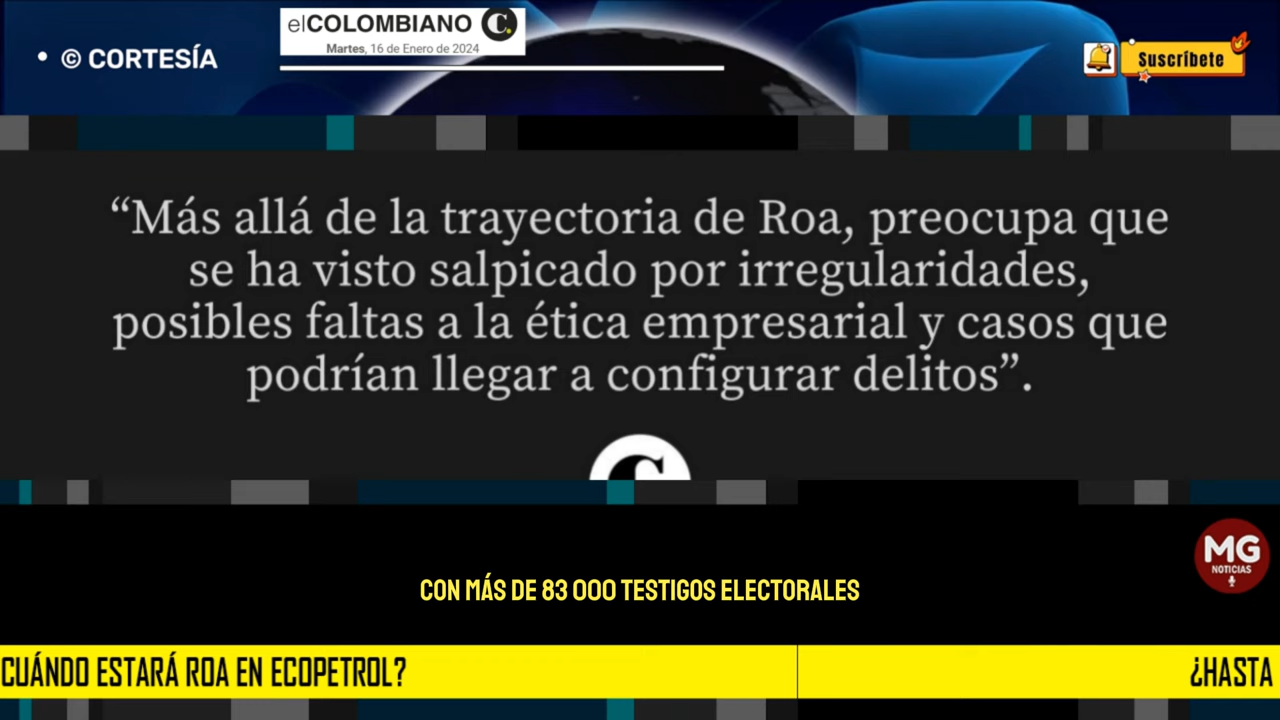 elCOLOMBIANO C.
Martes, 16 de Enero de 2024
• © CORTESÍA
Suscríbete
“Más allá de la trayectoria de Roa, preocupa que
se ha visto salpicado por irregularidades,
posibles faltas a la ética empresarial y casos que
podrían llegar a configurar delitos”.
MG
NOTICIAS
CON MÁS DE 83 000 TESTIGOS ELECTORALES
CUÁNDO ESTARÁ ROA EN ECOPETROL? ¿HASTA